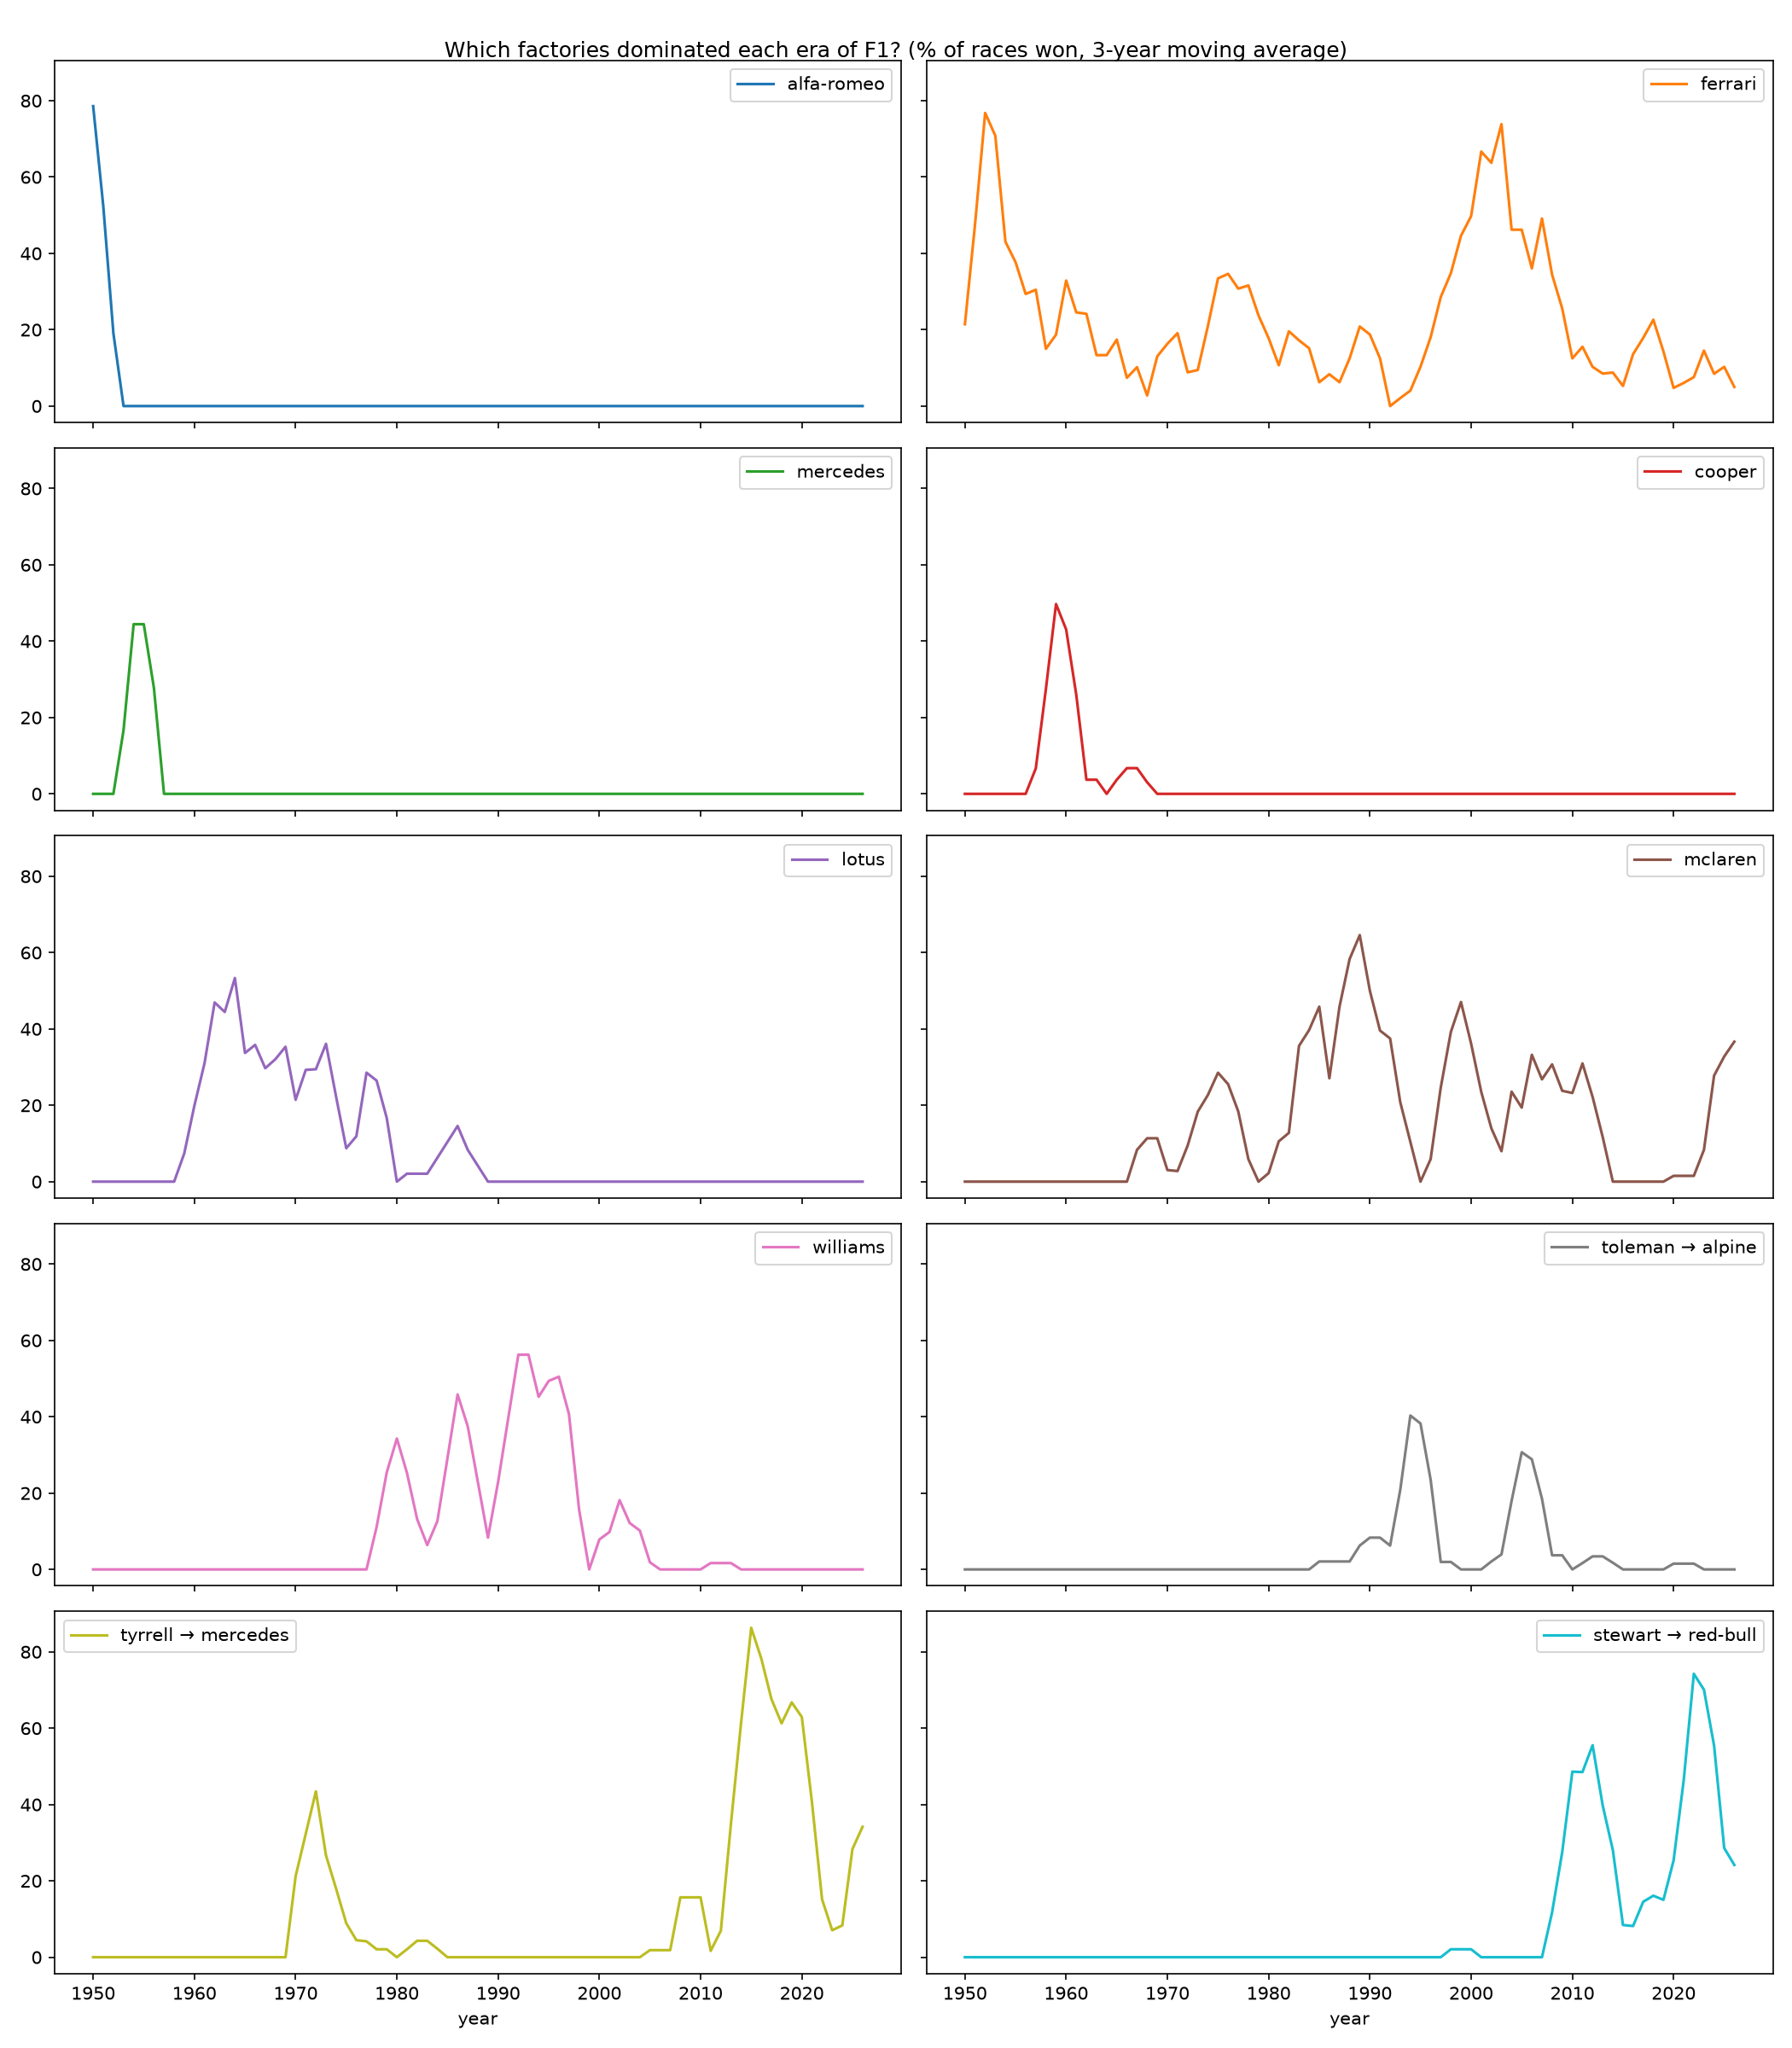 Which factories dominated each era of F1? (% of races won, 3-year moving average)
80
60
40
20
0
alfa-romeo
ferrari
80
60
40
20
0
mercedes
cooper
80
60
40
20
0
lotus
mclaren
80
60
40
20
0
williams
toleman → alpine
80
60
40
20
0
tyrrell → mercedes
stewart → red-bull
1950 1960 1970 1980 1990 2000 2010 2020
year
1950 1960 1970 1980 1990 2000 2010 2020
year